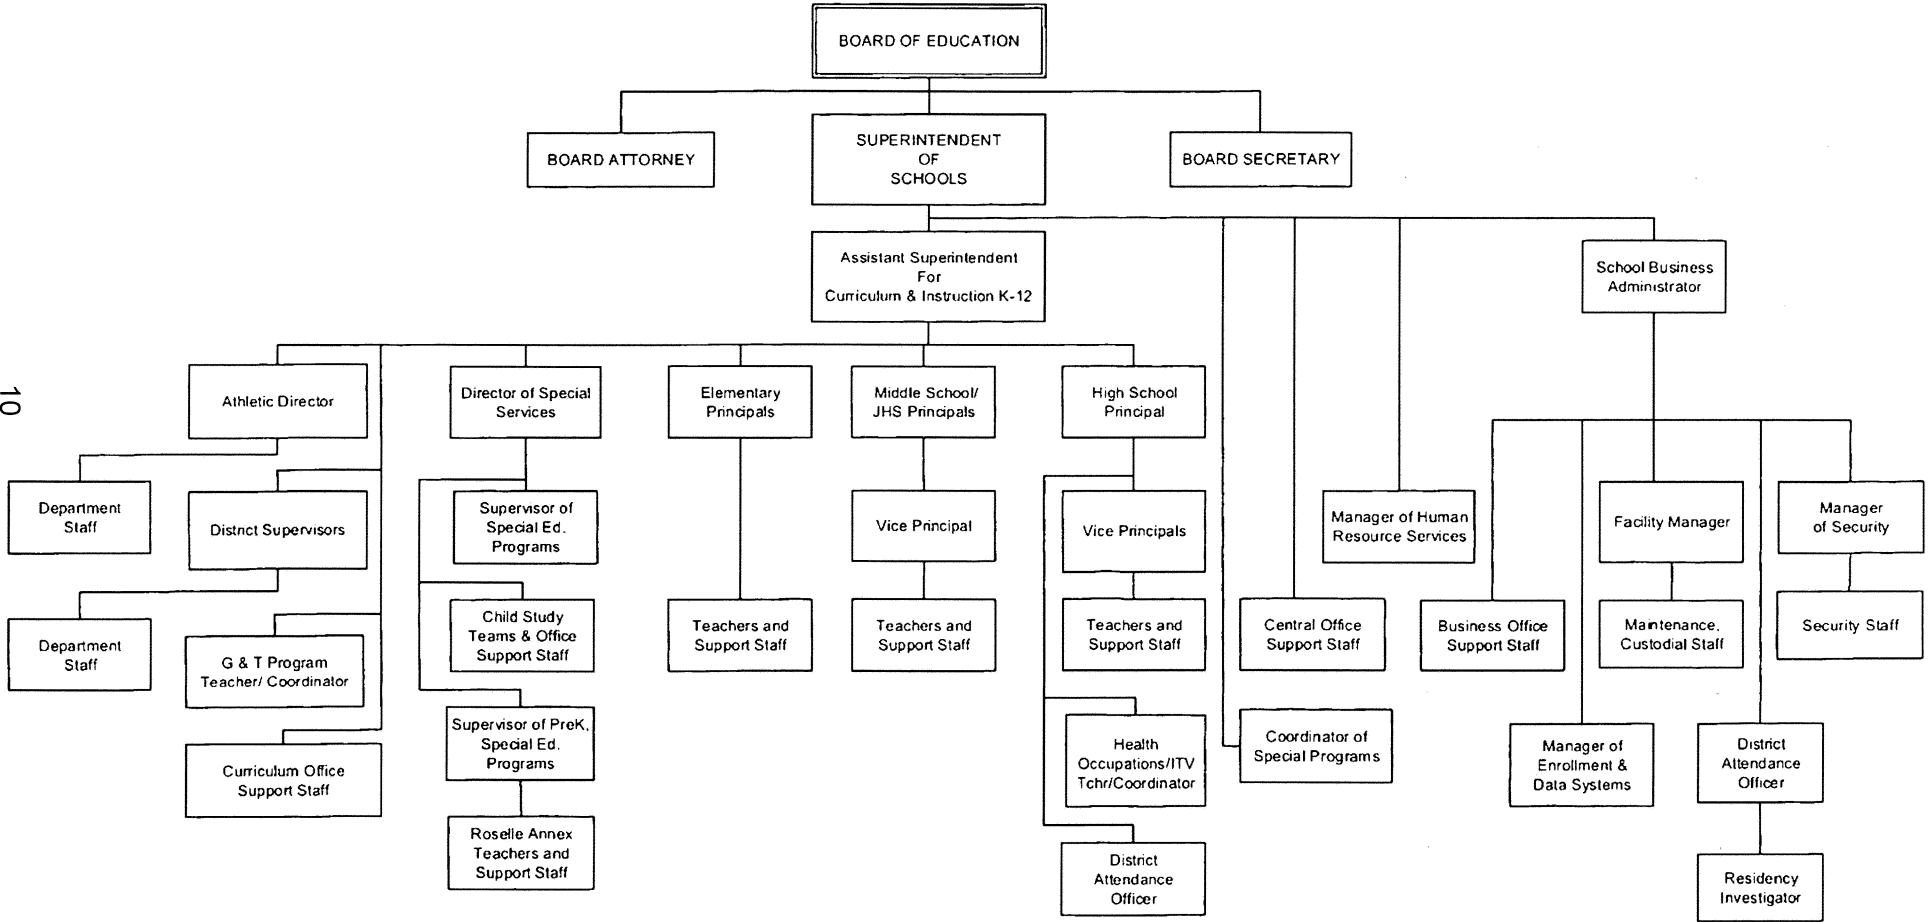 BOARD OF EDUCATION
BOARD ATTORNEY
SUPERINTENDENT
OF
SCHOOLS
BOARD SECRETARY
Assistant Superintendent
For
Curriculum & Instruction K-12
School Business
Administrator
Athletic Director
Director of Special
Services
Elementary
Principals
Middle School/
JHS Principals
High School
Principal
10
Department
Staff
District Supervisors
Supervisor of
Special Ed.
Programs
Vice Principal
Vice Principals
Manager of Human
Resource Services
Facility Manager
Manager
of Security
Department
Staff
G & T Program
Teacher/ Coordinator
Child Study
Teams & Office
Support Staff
Teachers and
Support Staff
Teachers and
Support Staff
Teachers and
Support Staff
Central Office
Support Staff
Business Office
Support Staff
Maintenance,
Custodial Staff
Security Staff
Curriculum Office
Support Staff
Supervisor of PreK,
Special Ed.
Programs
Health
Occupations/ITV
Tchr/Coordinator
Coordinator of
Special Programs
Manager of
Enrollment &
Data Systems
District
Attendance
Officer
Roselle Annex
Teachers and
Support Staff
District
Attendance
Officer
Residency
Investigator